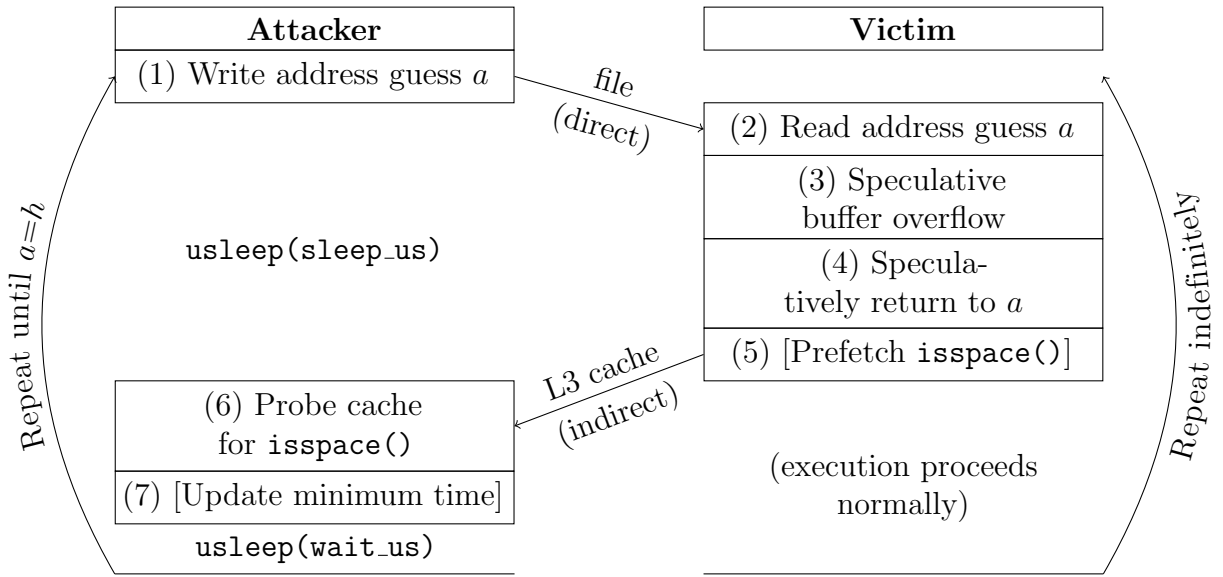 Attacker
Victim
(1) Write address guess a
file
(direct)
(2) Read address guess a
(3) Speculative
buffer overflow
(4) Specula-
tively return to a
(5) [Prefetch isspace()]
usleep(sleep_us)
Repeat until a=h
Repeat indefinitely
L3 cache
(indirect)
(6) Probe cache
for isspace()
(7) [Update minimum time]
usleep(wait_us)
(execution proceeds
normally)